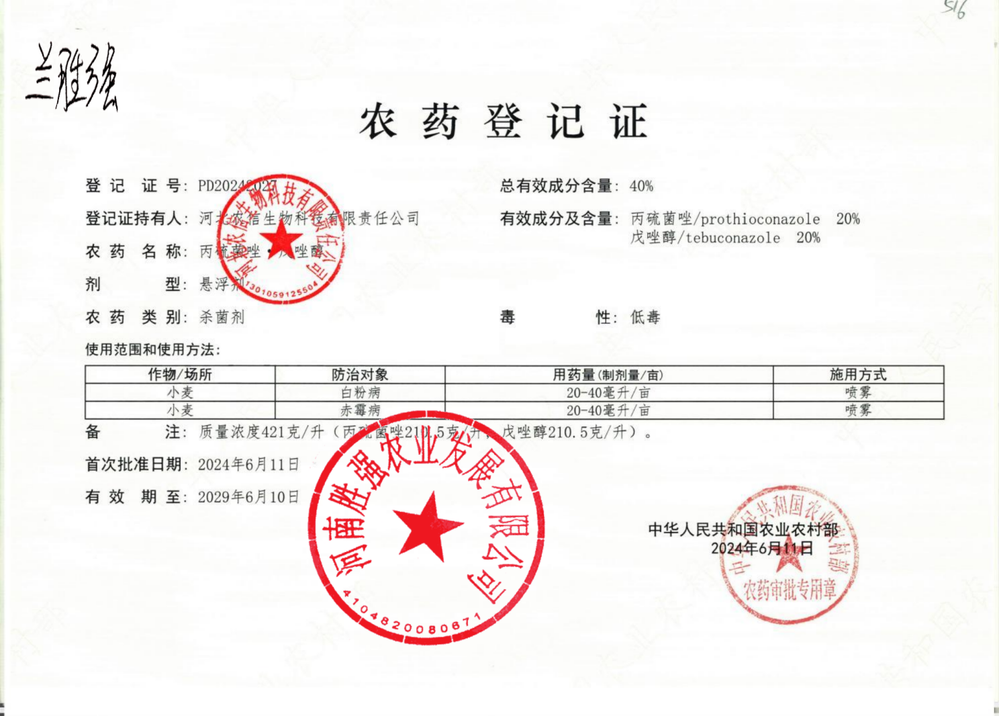 516
兰胜强
农药登记证
登记证号：PD20242027 总有效成分含量：40%
登记证持有人：河北农信生物科技有限责任公司 有效成分及含量：丙硫菌唑/prothioconazole 20%
戊唑醇/tebuconazole 20%
农药名称：丙硫菌唑·戊唑醇
剂型：悬浮剂
农药类别：杀菌剂 毒性：低毒
使用范围和使用方法：
作物/场所 防治对象 用药量(制剂量/亩) 施用方式
小麦 白粉病 20-40毫升/亩 喷雾
小麦 赤霉病 20-40毫升/亩 喷雾
备注：质量浓度421克/升（丙硫菌唑210.5克/升，戊唑醇210.5克/升）。
首次批准日期：2024年6月11日
有效期至：2029年6月10日
中华人民共和国农业农村部
2024年6月11日
河北农信生物科技有限责任公司
1301059125504
河南胜强农业发展有限公司
4104820080671
中华人民共和国农业农村部
农药审批专用章